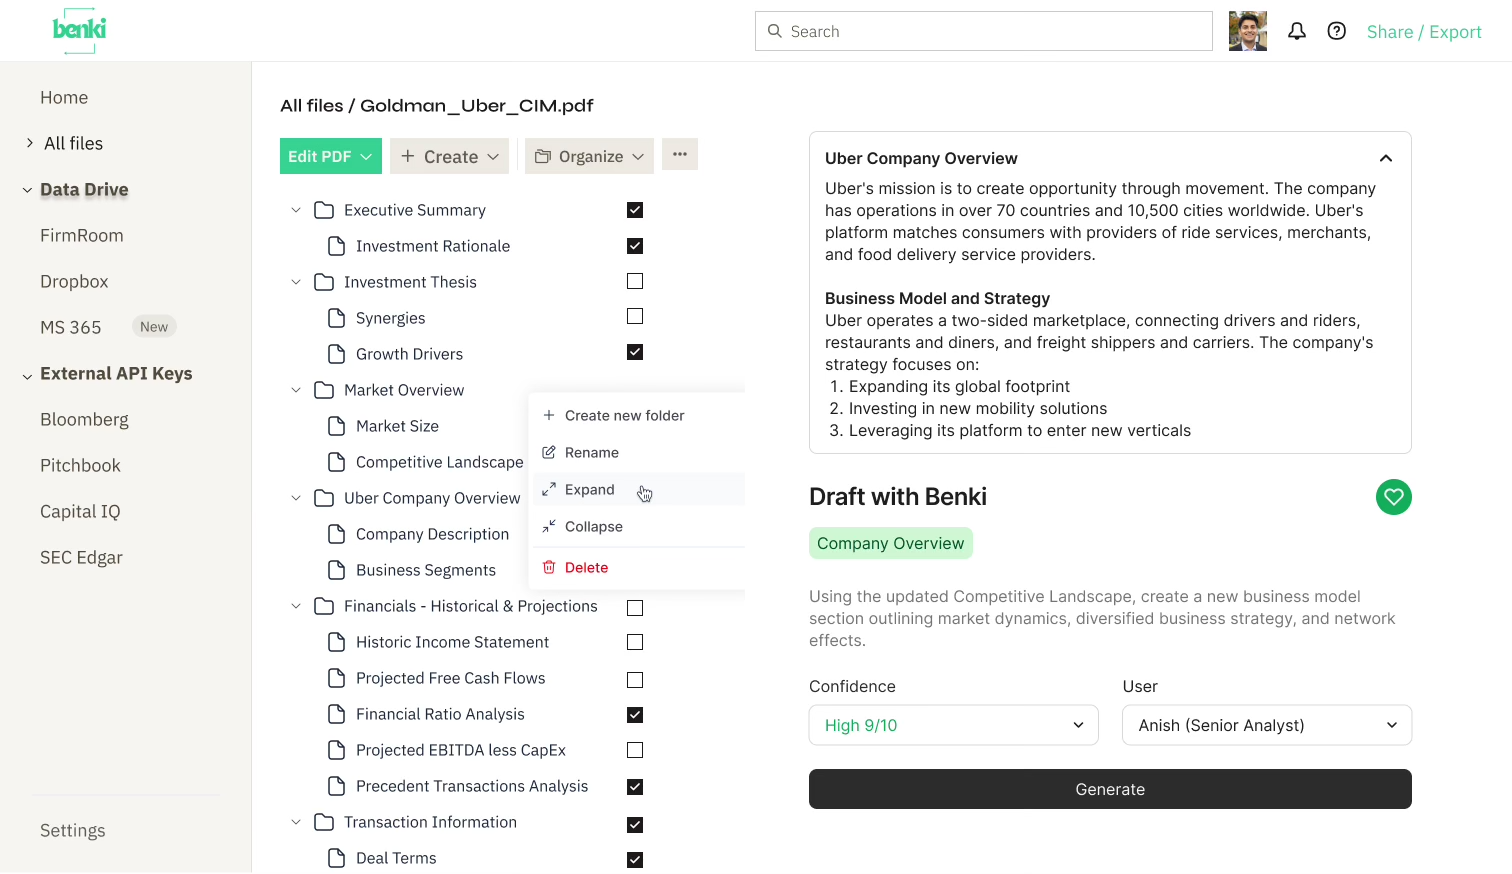 benki
Search
Share / Export
Home
All files
Data Drive
FirmRoom
Dropbox
MS 365 New
External API Keys
Bloomberg
Pitchbook
Capital IQ
SEC Edgar
Settings
All files / Goldman_Uber_CIM.pdf
Edit PDF
+ Create
Organize
...
Executive Summary
Investment Rationale
Investment Thesis
Synergies
Growth Drivers
Market Overview
Market Size
Competitive Landscape
Uber Company Overview
Company Description
Business Segments
Financials - Historical & Projections
Historic Income Statement
Projected Free Cash Flows
Financial Ratio Analysis
Projected EBITDA less CapEx
Precedent Transactions Analysis
Transaction Information
Deal Terms
+ Create new folder
Rename
Expand
Collapse
Delete
Uber Company Overview
Uber's mission is to create opportunity through movement. The company
has operations in over 70 countries and 10,500 cities worldwide. Uber's
platform matches consumers with providers of ride services, merchants,
and food delivery service providers.
Business Model and Strategy
Uber operates a two-sided marketplace, connecting drivers and riders,
restaurants and diners, and freight shippers and carriers. The company's
strategy focuses on:
1. Expanding its global footprint
2. Investing in new mobility solutions
3. Leveraging its platform to enter new verticals
Draft with Benki
Company Overview
Using the updated Competitive Landscape, create a new business model
section outlining market dynamics, diversified business strategy, and network
effects.
Confidence
High 9/10
User
Anish (Senior Analyst)
Generate